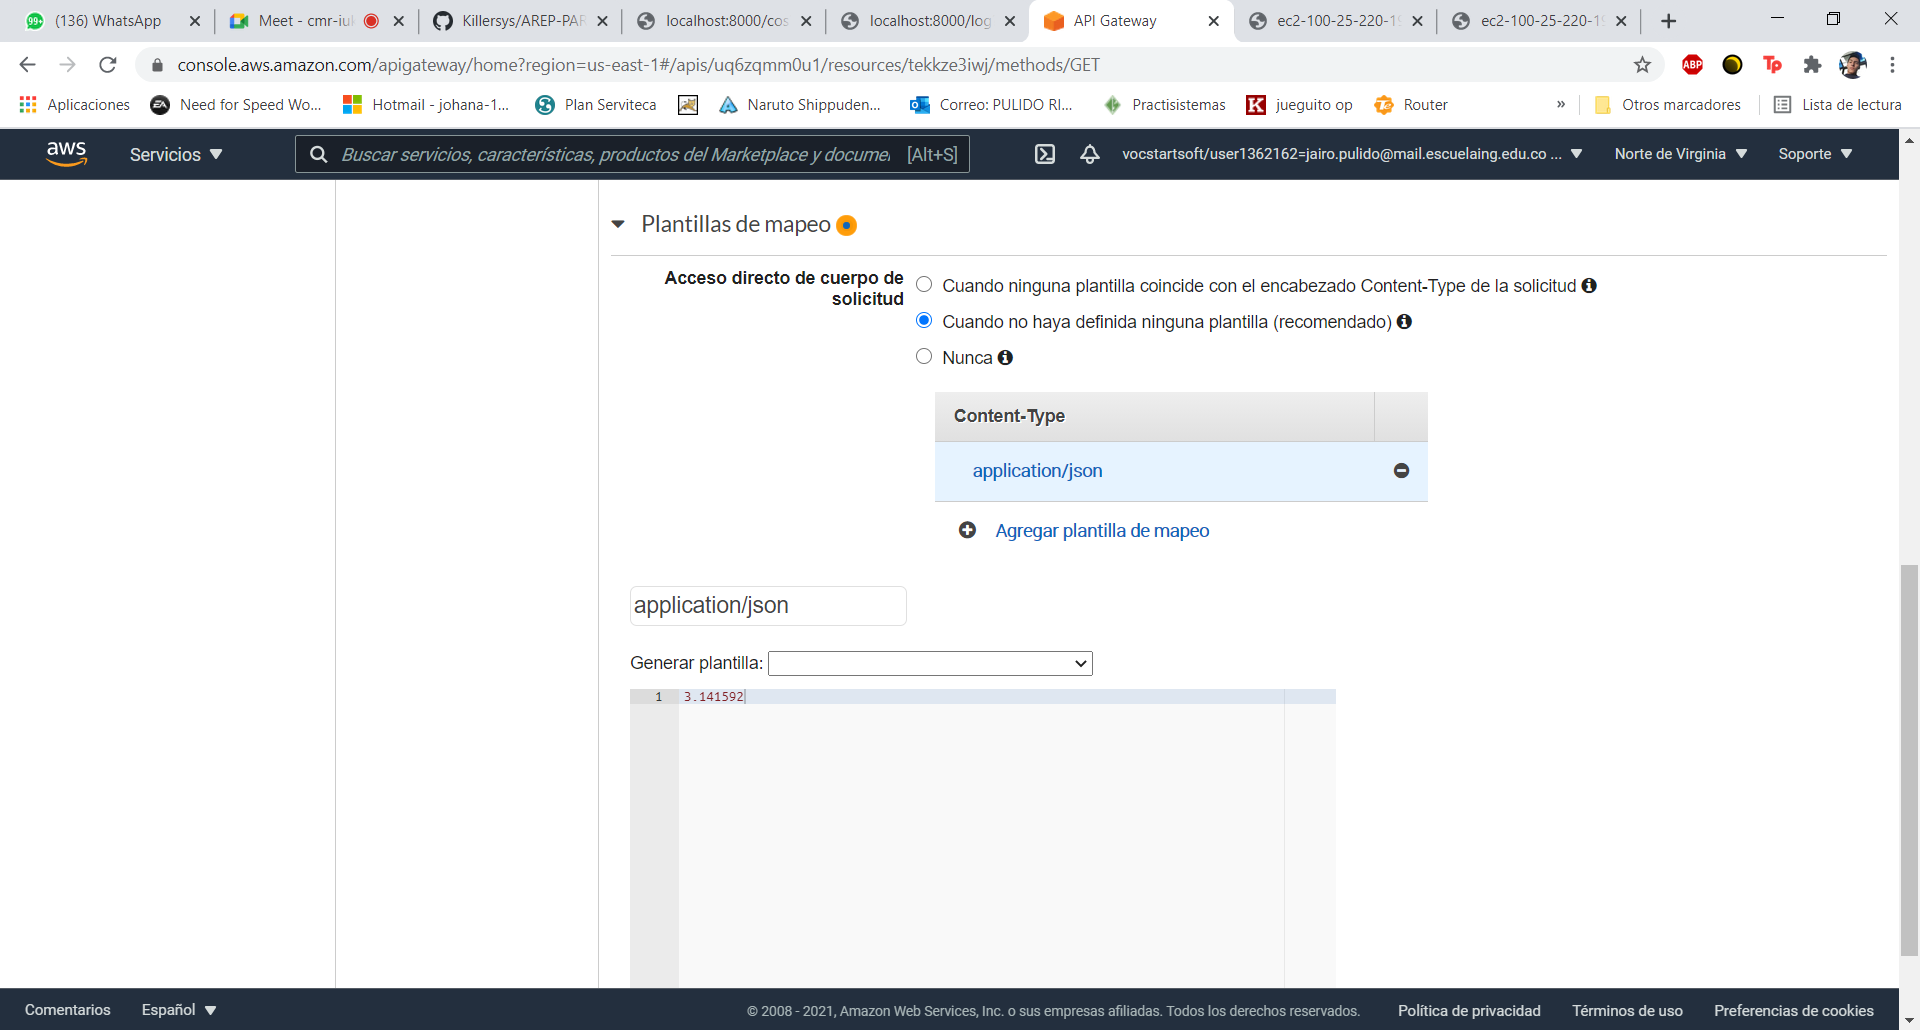 (136) WhatsApp
Meet - cmr-iul
Killersys/AREP-PAR
localhost:8000/cos
localhost:8000/log
API Gateway
ec2-100-25-220-19
ec2-100-25-220-19
console.aws.amazon.com/apigateway/home?region=us-east-1#/apis/uq6zqmm0u1/resources/tekkze3iwj/methods/GET
Aplicaciones
Need for Speed Wo...
Hotmail - johana-1...
Plan Serviteca
Naruto Shippuden...
Correo: PULIDO RI...
Practisistemas
jueguito op
Router
»
Otros marcadores
Lista de lectura
aws
Servicios
Buscar servicios, características, productos del Marketplace y documen
[Alt+S]
vocstartsoft/user1362162=jairo.pulido@mail.escuelaing.edu.co ...
Norte de Virginia
Soporte
Plantillas de mapeo
Acceso directo de cuerpo de
solicitud
Cuando ninguna plantilla coincide con el encabezado Content-Type de la solicitud
Cuando no haya definida ninguna plantilla (recomendado)
Nunca
Content-Type
application/json
Agregar plantilla de mapeo
application/json
Generar plantilla:
1 3.141592
Comentarios
Español
© 2008 - 2021, Amazon Web Services, Inc. o sus empresas afiliadas. Todos los derechos reservados.
Política de privacidad
Términos de uso
Preferencias de cookies